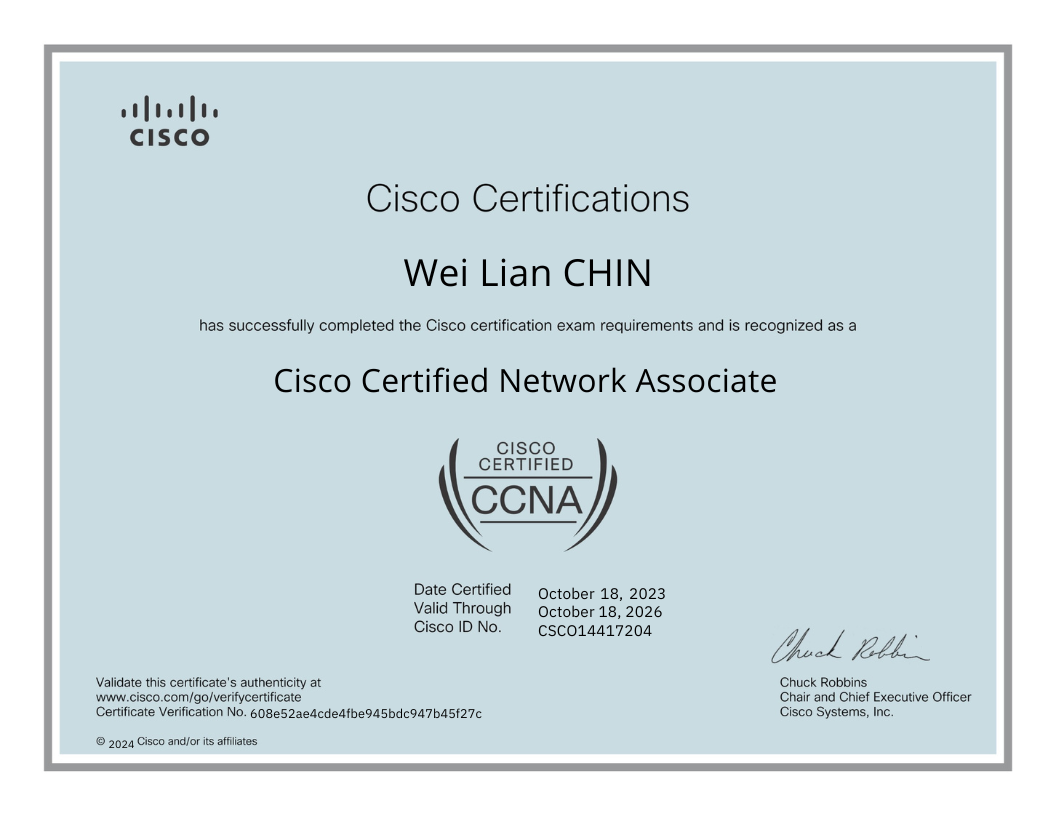 CISCO
Cisco Certifications
Wei Lian CHIN
has successfully completed the Cisco certification exam requirements and is recognized as a
Cisco Certified Network Associate
CISCO
CERTIFIED
CCNA
Date Certified October 18, 2023
Valid Through October 18, 2026
Cisco ID No. CSCO14417204
Chuck Robbins
Validate this certificate's authenticity at
www.cisco.com/go/verifycertificate
Certificate Verification No. 608e52ae4cde4fbe945bdc947b45f27c
© 2024 Cisco and/or its affiliates
Chuck Robbins
Chair and Chief Executive Officer
Cisco Systems, Inc.